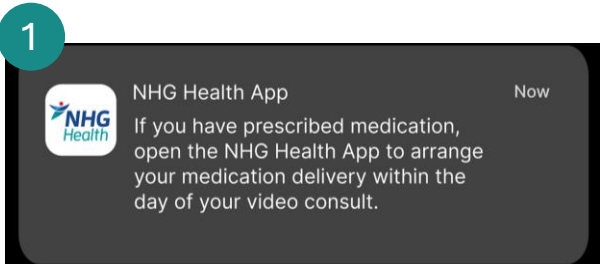 1
NHG Health App
Now
NHG
Health
If you have prescribed medication,
open the NHG Health App to arrange
your medication delivery within the
day of your video consult.